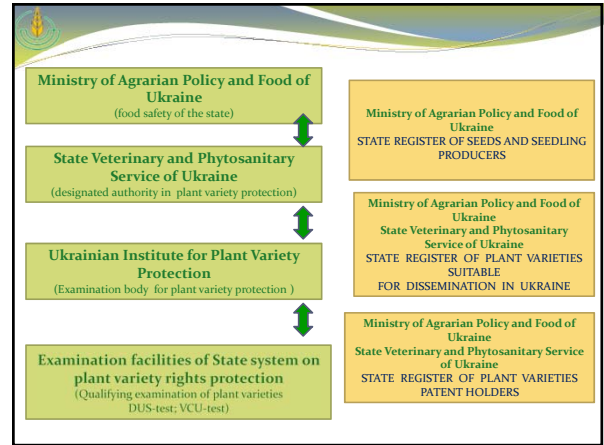 Ministry of Agrarian Policy and Food of
Ukraine
(food safety of the state)
State Veterinary and Phytosanitary
Service of Ukraine
(designated authority in plant variety protection)
Ukrainian Institute for Plant Variety
Protection
(Examination body for plant variety protection )
Examination facilities of State system on
plant variety rights protection
(Qualifying examination of plant varieties
DUS-test; VCU-test)
Ministry of Agrarian Policy and Food of
Ukraine
STATE REGISTER OF SEEDS AND SEEDLING
PRODUCERS
Ministry of Agrarian Policy and Food of
Ukraine
State Veterinary and Phytosanitary
Service of Ukraine
STATE REGISTER OF PLANT VARIETIES
SUITABLE
FOR DISSEMINATION IN UKRAINE
Ministry of Agrarian Policy and Food of
Ukraine
State Veterinary and Phytosanitary Service
of Ukraine
STATE REGISTER OF PLANT VARIETIES
PATENT HOLDERS